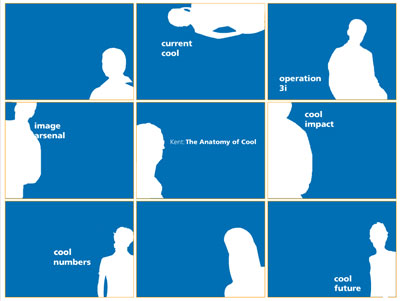 current
cool
operation
3i
image
arsenal
Kent: The Anatomy of Cool
cool
impact
cool
numbers
cool
future